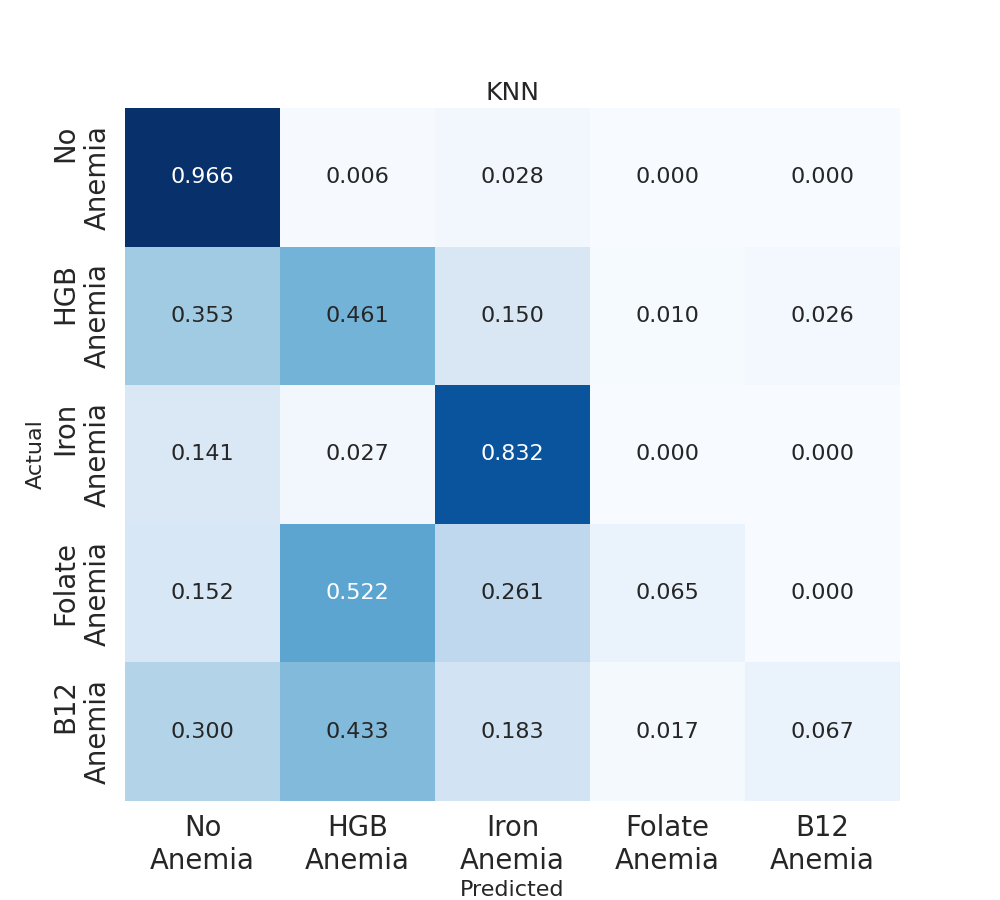 KNN
No
Anemia
0.966 0.006 0.028 0.000 0.000
HGB
Anemia
0.353 0.461 0.150 0.010 0.026
Actual
Iron
Anemia
0.141 0.027 0.832 0.000 0.000
Folate
Anemia
0.152 0.522 0.261 0.065 0.000
B12
Anemia
0.300 0.433 0.183 0.017 0.067
No HGB Iron Folate B12
Anemia Anemia Anemia Anemia Anemia
Predicted